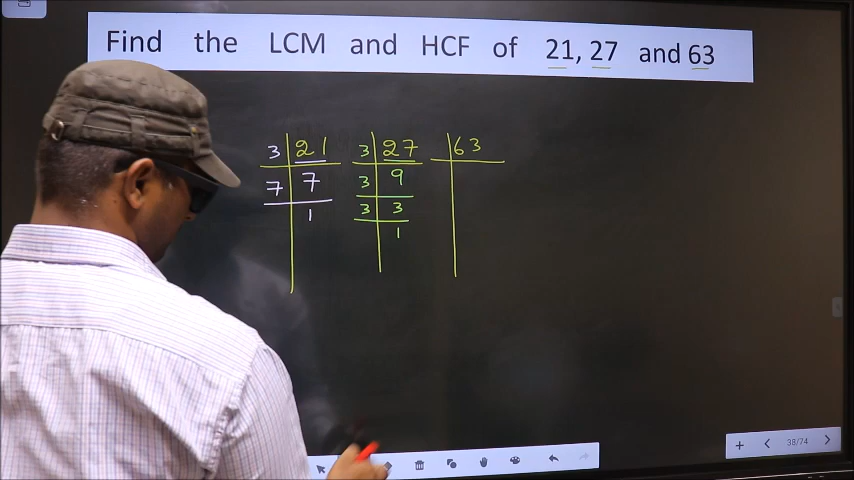 Find the LCM and HCF of 21, 27 and 63
3 21 3 27 63
7 7 3 9
1 3 3
1
38/74